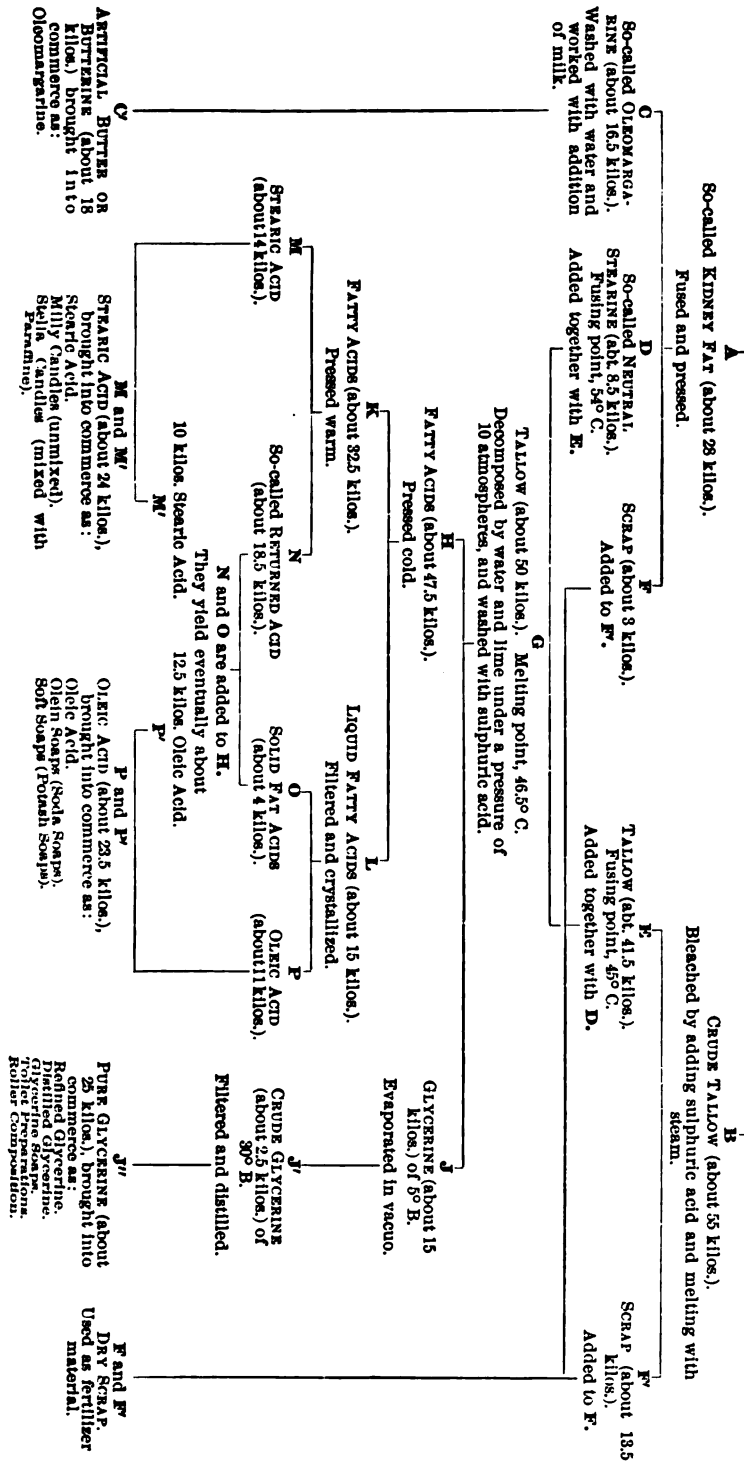 A
So-called KIDNEY FAT (about 28 kilos.).
Fused and pressed.
B
CRUDE TALLOW (about 55 kilos.).
Bleached by adding sulphuric acid and melting with
steam.
C
So-called OLEOMARGA-
RINE (about 16.5 kilos.).
Washed with water and
worked with addition
of milk.
D
So-called NEUTRAL
STEARINE (abt. 8.5 kilos.).
Fusing point, 54° C.
Added together with E.
F
SCRAP (about 3 kilos.).
Added to F'.
E
TALLOW (abt. 41.5 kilos.).
Fusing point, 45° C.
Added together with D.
F'
SCRAP (about 13.5
kilos.).
Added to F.
G
TALLOW (about 50 kilos.). Melting point, 46.5° C.
Decomposed by water and lime under a pressure of
10 atmospheres, and washed with sulphuric acid.
H
FATTY ACIDS (about 47.5 kilos.).
Pressed cold.
J
GLYCERINE (about 15
kilos.) of 5° B.
Evaporated in vacuo.
K
FATTY ACIDS (about 32.5 kilos.).
Pressed warm.
L
LIQUID FATTY ACIDS (about 15 kilos.).
Filtered and crystallized.
M
STEARIC ACID
(about 14 kilos.).
N
So-called RETURNED ACID
(about 18.5 kilos.).
O
SOLID FAT ACIDS
(about 4 kilos.).
P
OLEIC ACID
(about 11 kilos.).
J'
CRUDE GLYCERINE
(about 2.5 kilos.) of
30° B.
Filtered and distilled.
N and O are added to H.
They yield eventually about
10 kilos. Stearic Acid. 12.5 kilos. Oleic Acid.
M' P'
C'
ARTIFICIAL BUTTER OR
BUTTERINE (about 18
kilos.) brought into
commerce as:
Oleomargarine.
M and M'
STEARIC ACID (about 24 kilos.),
brought into commerce as:
Stearic Acid.
Milly Candles (unmixed).
Stella Candles (mixed with
Paraffine).
P and P'
OLEIC ACID (about 23.5 kilos.),
brought into commerce as:
Oleic Acid.
Olein Soaps (Soda Soaps).
Soft Soaps (Potash Soaps).
J''
PURE GLYCERINE (about
25 kilos.), brought into
commerce as:
Refined Glycerine.
Distilled Glycerine.
Glycerine Soaps.
Toilet Preparations.
Roller Composition.
F and F'
DRY SCRAP.
Used as fertilizer
material.